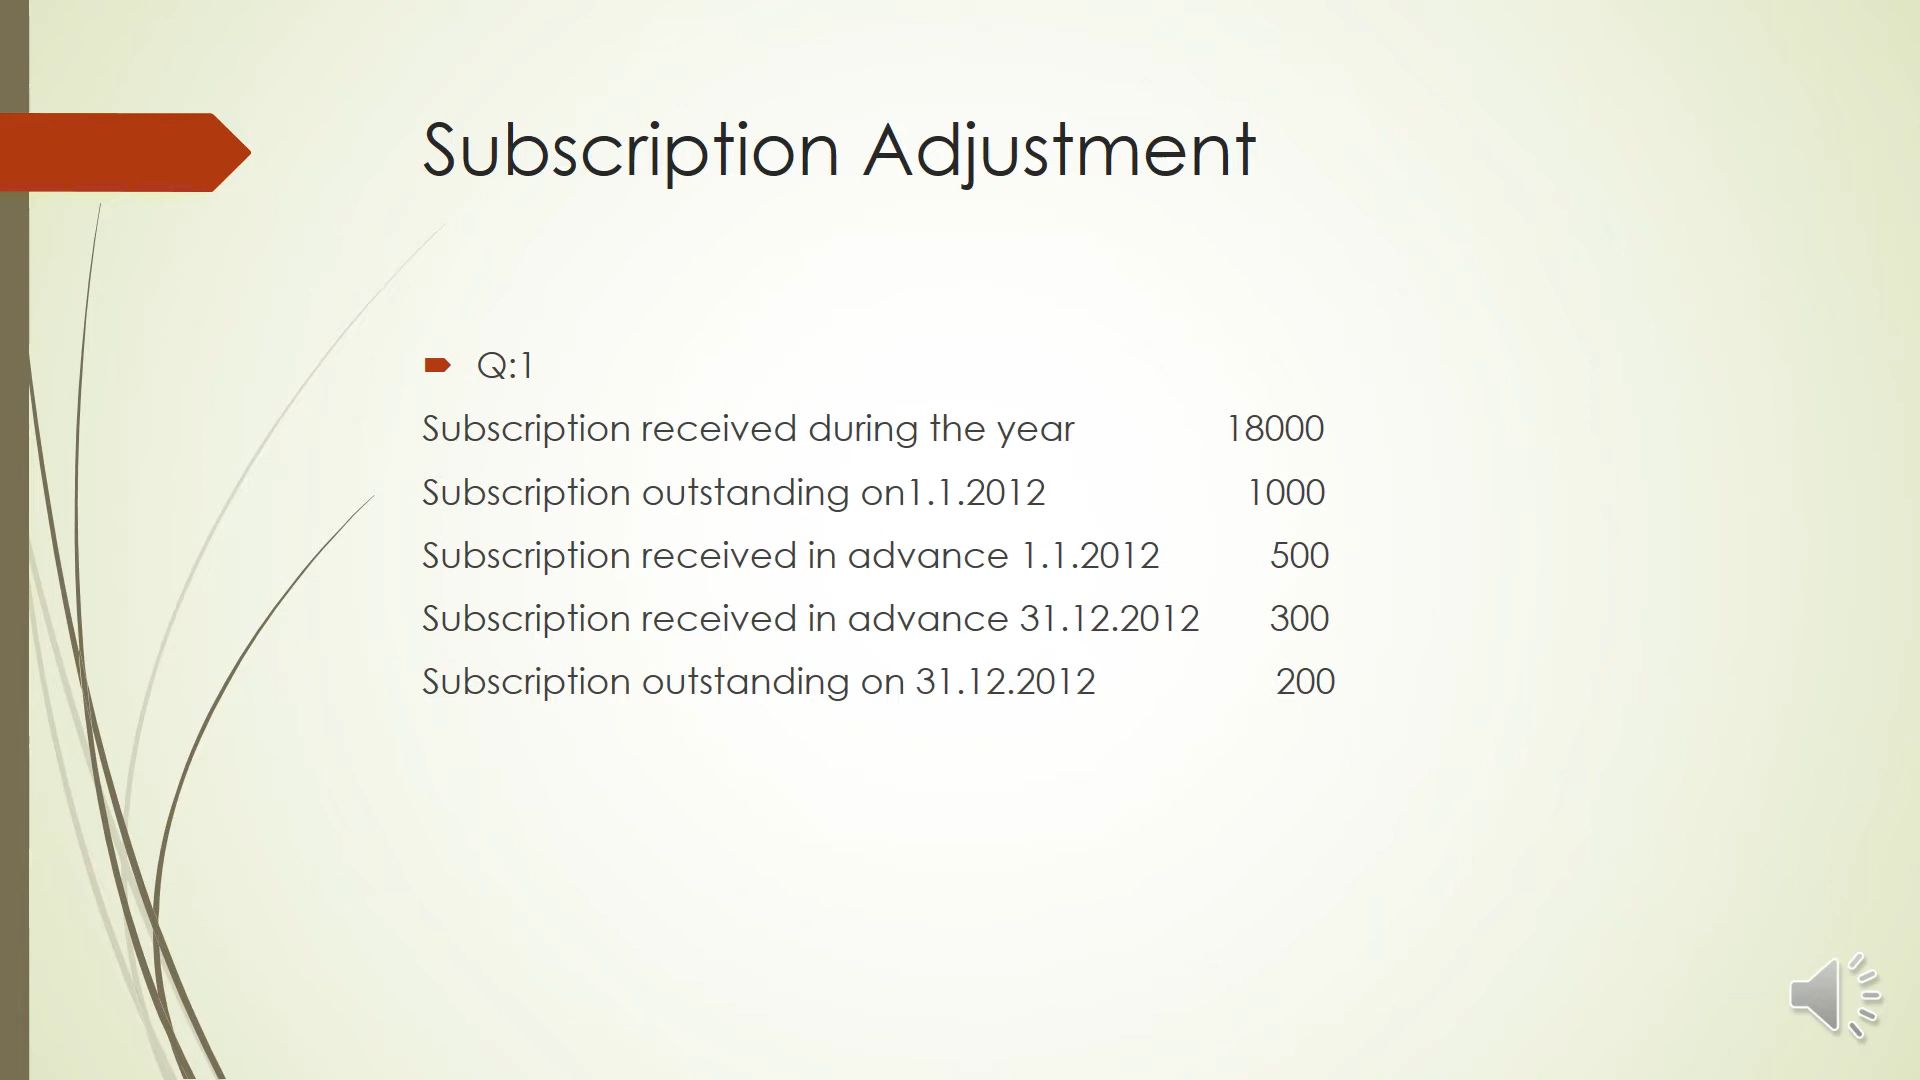 Subscription Adjustment
Q:1
Subscription received during the year 18000
Subscription outstanding on1.1.2012 1000
Subscription received in advance 1.1.2012 500
Subscription received in advance 31.12.2012 300
Subscription outstanding on 31.12.2012 200